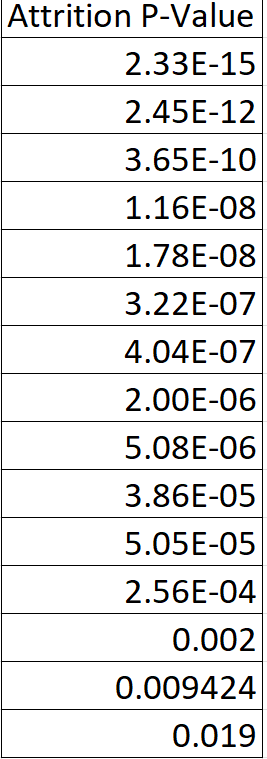 Attrition P-Value
2.33E-15
2.45E-12
3.65E-10
1.16E-08
1.78E-08
3.22E-07
4.04E-07
2.00E-06
5.08E-06
3.86E-05
5.05E-05
2.56E-04
0.002
0.009424
0.019